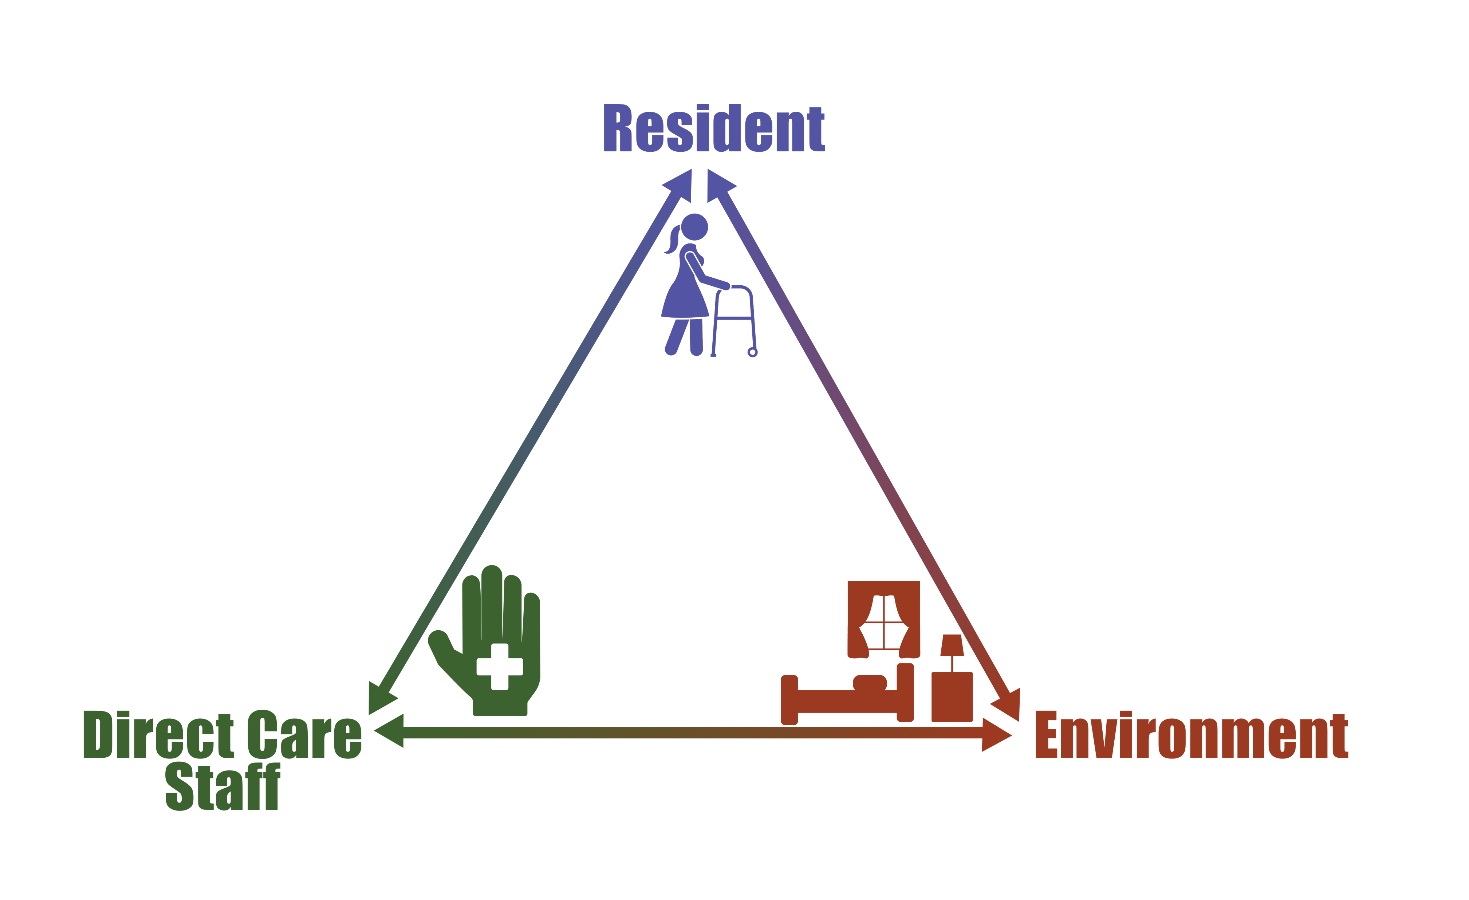 Resident
Direct Care
Staff
Environment